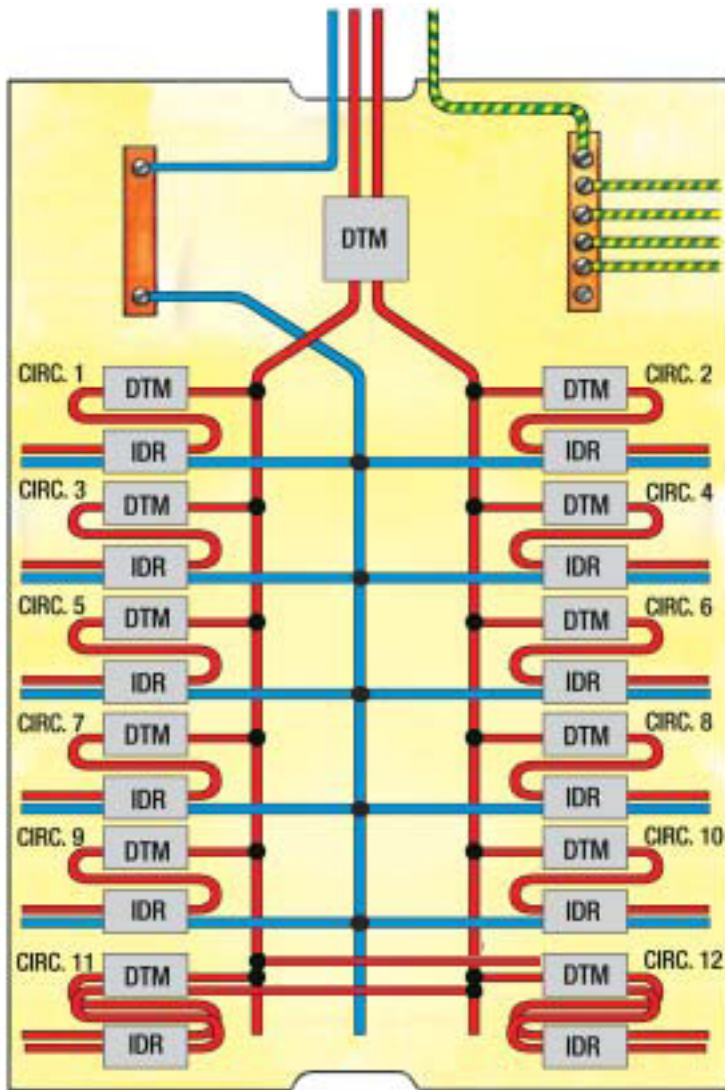 DTM
CIRC. 1 DTM DTM CIRC. 2
IDR IDR
CIRC. 3 DTM DTM CIRC. 4
IDR IDR
CIRC. 5 DTM DTM CIRC. 6
IDR IDR
CIRC. 7 DTM DTM CIRC. 8
IDR IDR
CIRC. 9 DTM DTM CIRC. 10
IDR IDR
CIRC. 11 DTM DTM CIRC. 12
IDR IDR